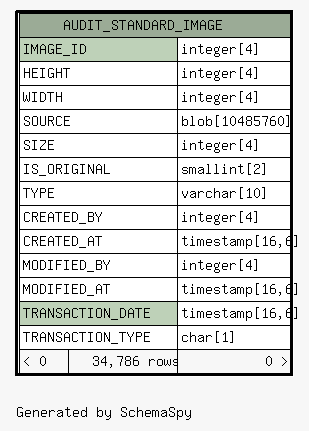 AUDIT_STANDARD_IMAGE
IMAGE_ID integer[4]
HEIGHT integer[4]
WIDTH integer[4]
SOURCE blob[10485760]
SIZE integer[4]
IS_ORIGINAL smallint[2]
TYPE varchar[10]
CREATED_BY integer[4]
CREATED_AT timestamp[16,6]
MODIFIED_BY integer[4]
MODIFIED_AT timestamp[16,6]
TRANSACTION_DATE timestamp[16,6]
TRANSACTION_TYPE char[1]
< 0 34,786 rows 0 >
Generated by SchemaSpy